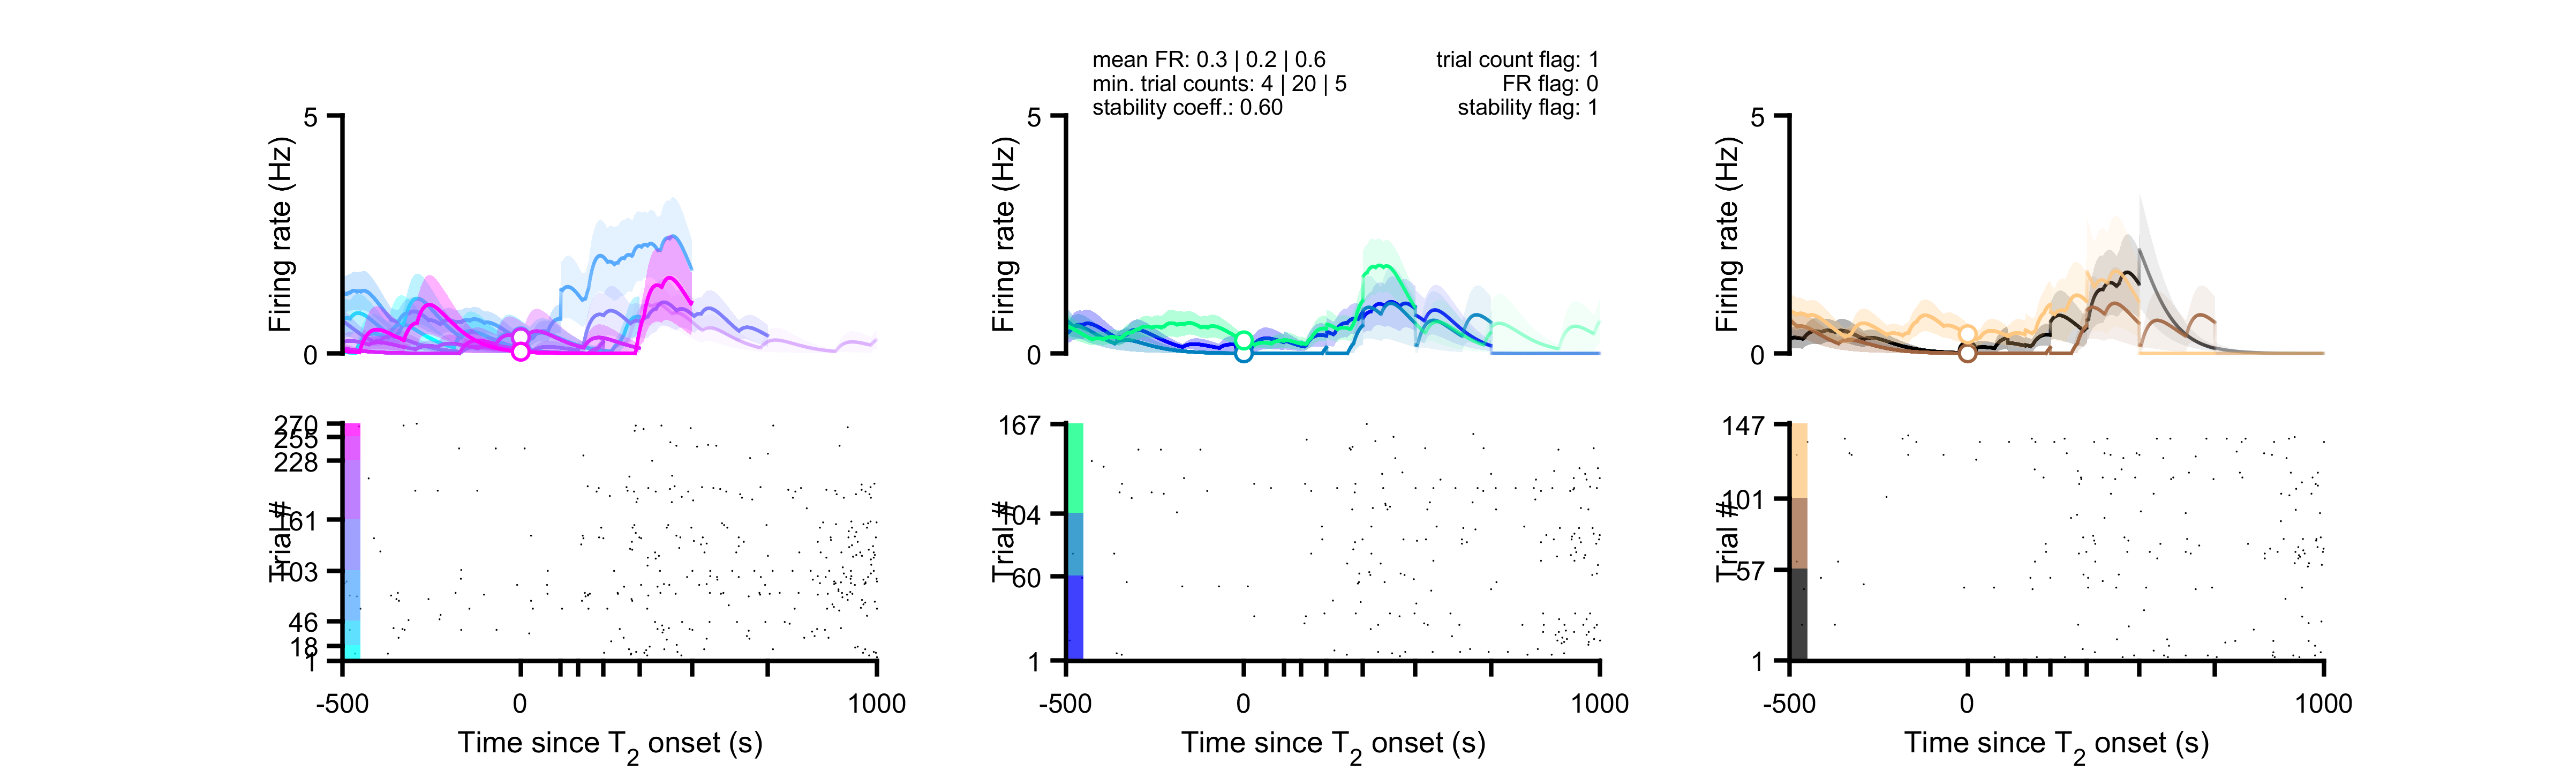 mean FR: 0.3 | 0.2 | 0.6
min. trial counts: 4 | 20 | 5
stability coeff.: 0.60
trial count flag: 1
FR flag: 0
stability flag: 1
Firing rate (Hz)
5
0
Firing rate (Hz)
5
0
Firing rate (Hz)
5
0
Trial #
270
255
228
161
103
46
18
1
-500
0
1000
Time since T2 onset (s)
Trial #
167
104
60
1
-500
0
1000
Time since T2 onset (s)
Trial #
147
101
57
1
-500
0
1000
Time since T2 onset (s)